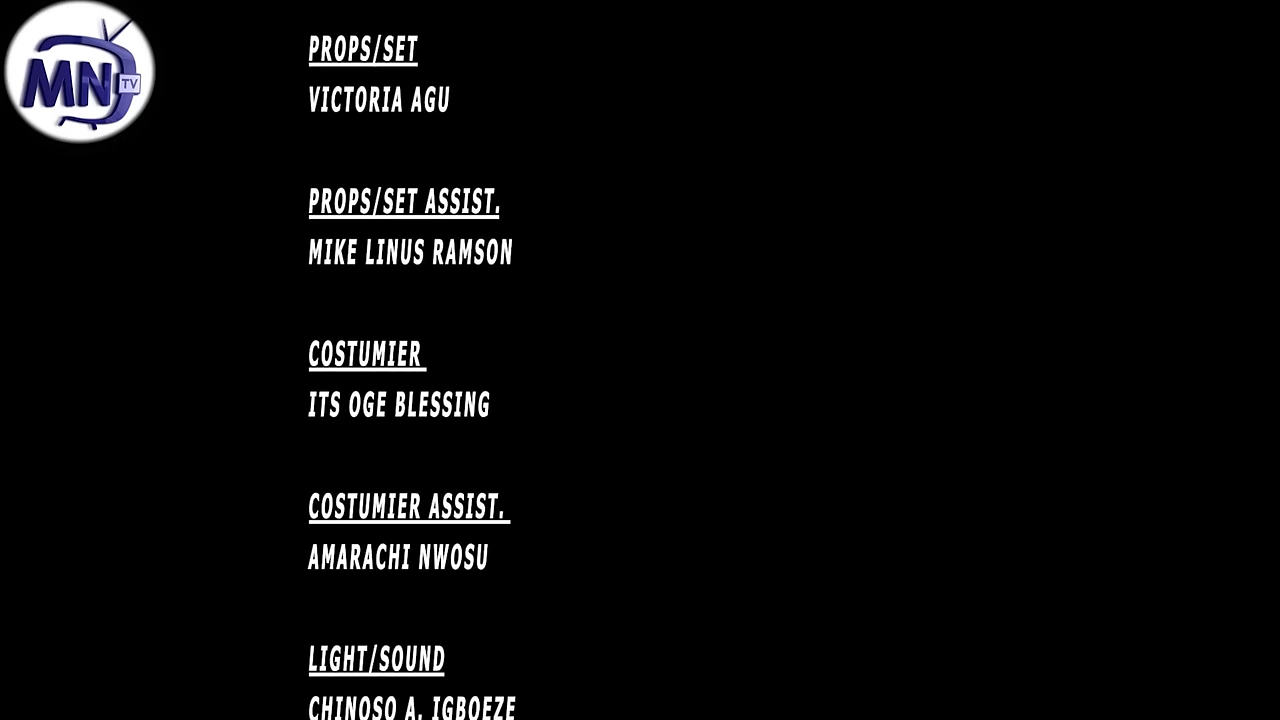 MN TV
PROPS/SET
VICTORIA AGU
PROPS/SET ASSIST.
MIKE LINUS RAMSON
COSTUMIER
ITS OGE BLESSING
COSTUMIER ASSIST.
AMARACHI NWOSU
LIGHT/SOUND
CHINOSO A. IGBOEZE